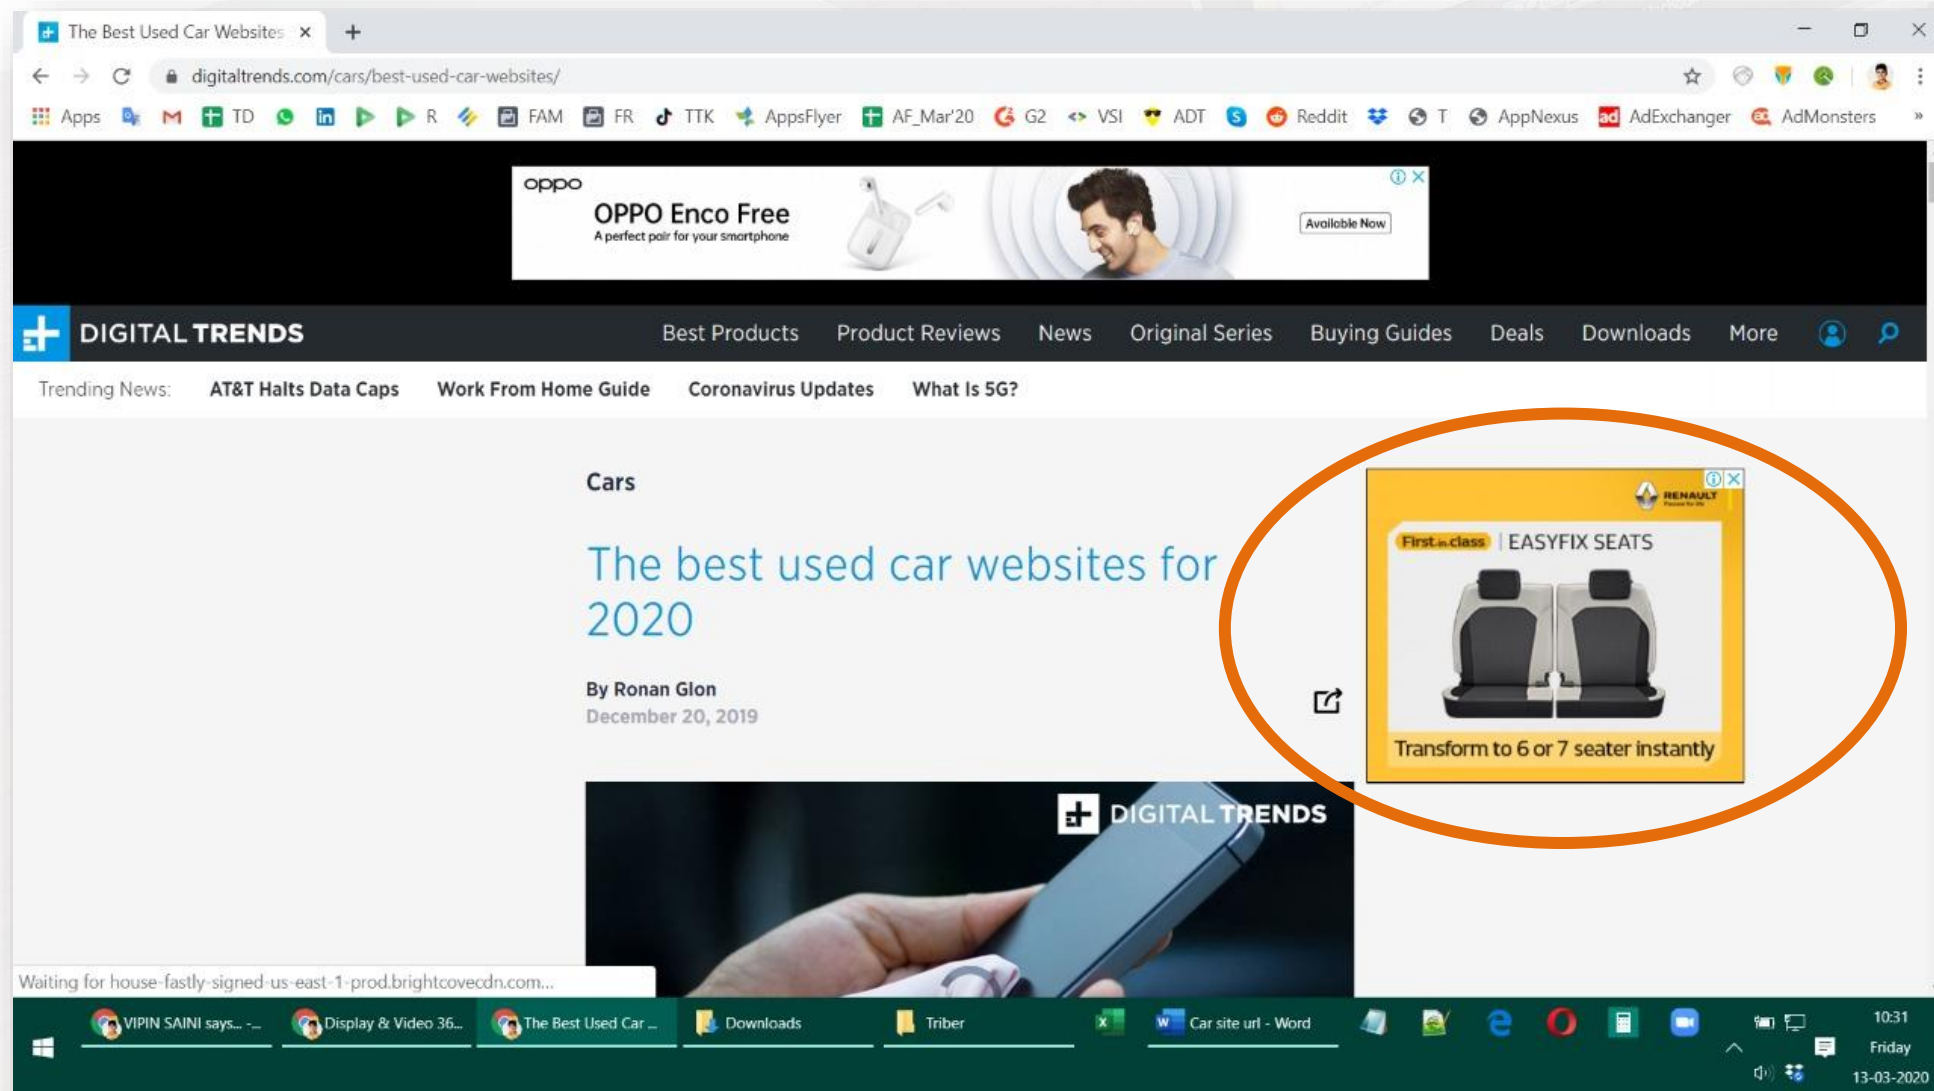 The Best Used Car Websites
digitaltrends.com/cars/best-used-car-websites/
Apps TD R FAM FR TTK AppsFlyer AF_Mar'20 G2 VSI ADT Reddit T AppNexus ad AdExchanger AdMonsters »
oppo
OPPO Enco Free
A perfect pair for your smartphone
Available Now
DIGITAL TRENDS Best Products Product Reviews News Original Series Buying Guides Deals Downloads More
Trending News: AT&T Halts Data Caps Work From Home Guide Coronavirus Updates What Is 5G?
Cars
The best used car websites for
2020
By Ronan Glon
December 20, 2019
RENAULT
First in class | EASYFIX SEATS
Transform to 6 or 7 seater instantly
DIGITAL TRENDS
Waiting for house-fastly-signed-us-east-1-prod.brightcovecdn.com...
VIPIN SAINI says... -... Display & Video 36... The Best Used Car ... Downloads Triber Car site url - Word
10:31
Friday
13-03-2020